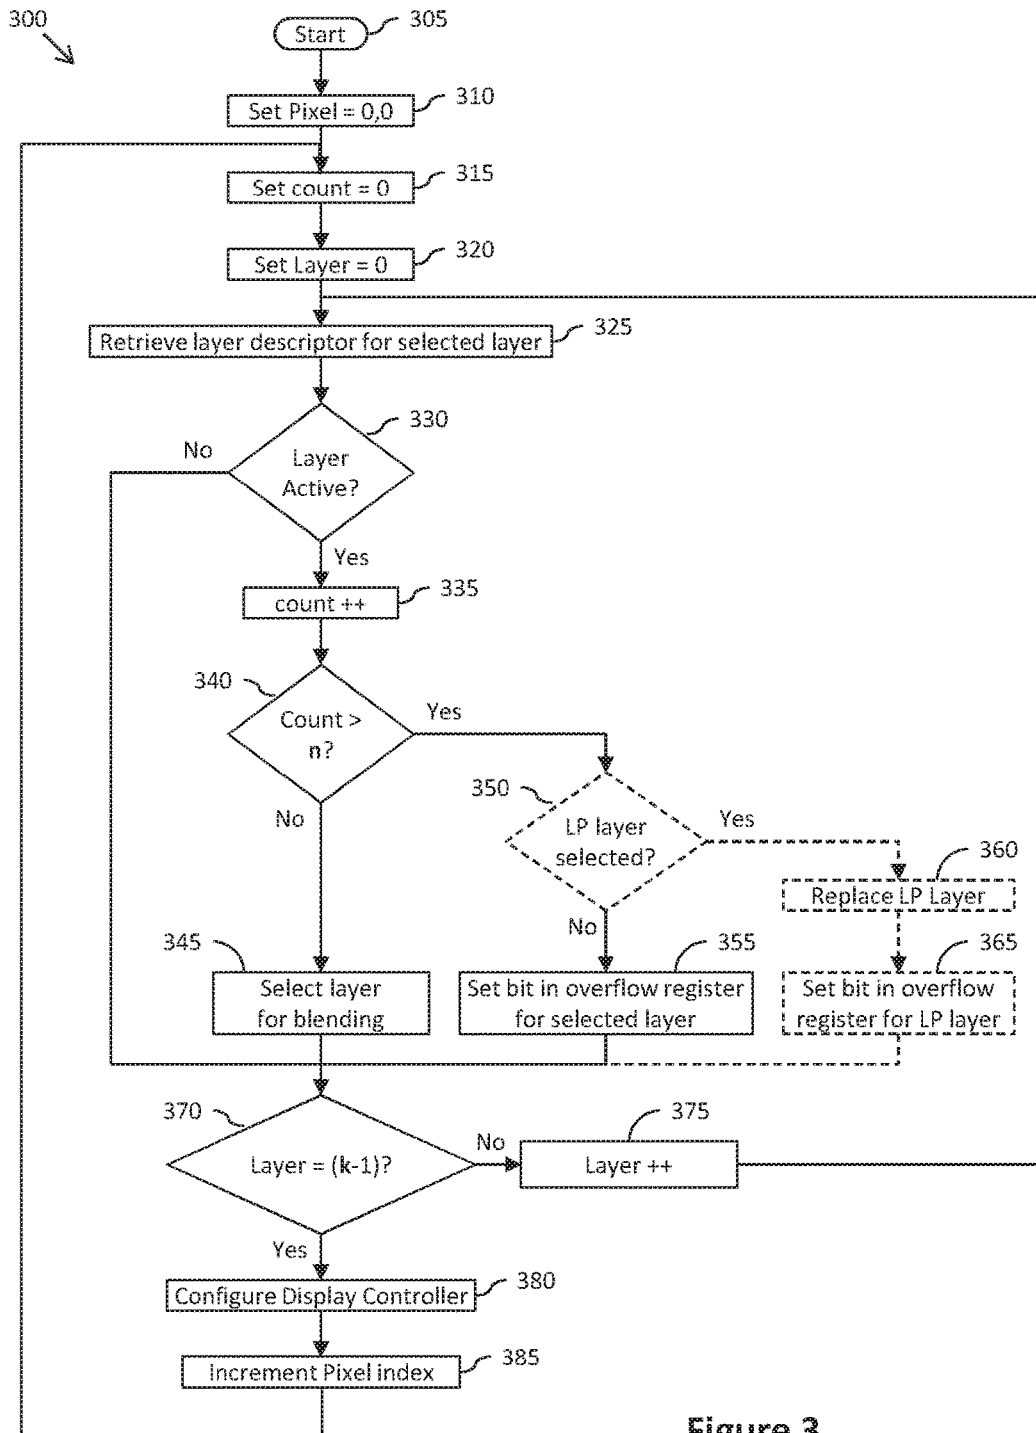 300
Start
305
Set Pixel = 0,0
310
Set count = 0
315
Set Layer = 0
320
Retrieve layer descriptor for selected layer
325
330
No
Layer
Active?
Yes
count ++
335
340
Count >
n?
Yes
No
350
LP layer
selected?
Yes
No
Replace LP Layer
360
345
Select layer
for blending
355
Set bit in overflow register
for selected layer
365
Set bit in overflow
register for LP layer
370
Layer = (k-1)?
No
375
Layer ++
Yes
Configure Display Controller
380
Increment Pixel index
385
Figure 3